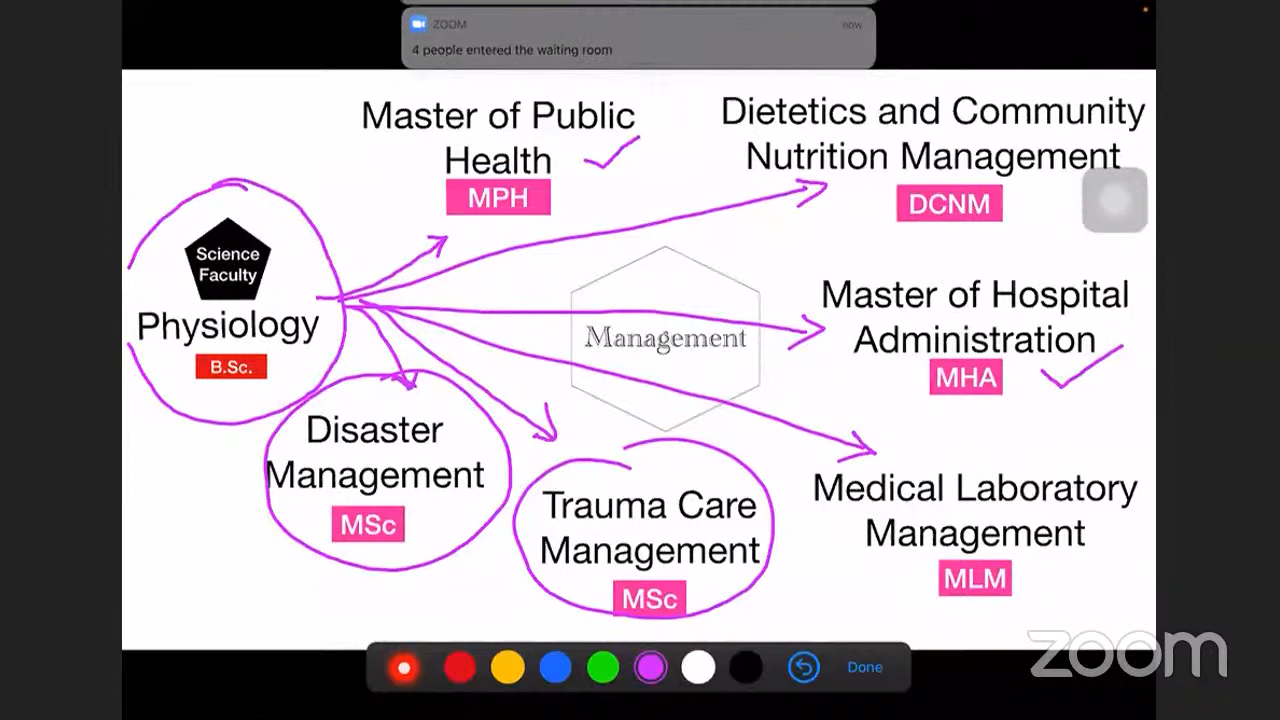 ZOOM
now
4 people entered the waiting room
Master of Public
Health
MPH
Dietetics and Community
Nutrition Management
DCNM
Science
Faculty
Physiology
B.Sc.
Management
Master of Hospital
Administration
MHA
Disaster
Management
MSc
Trauma Care
Management
MSc
Medical Laboratory
Management
MLM
Done
zoom